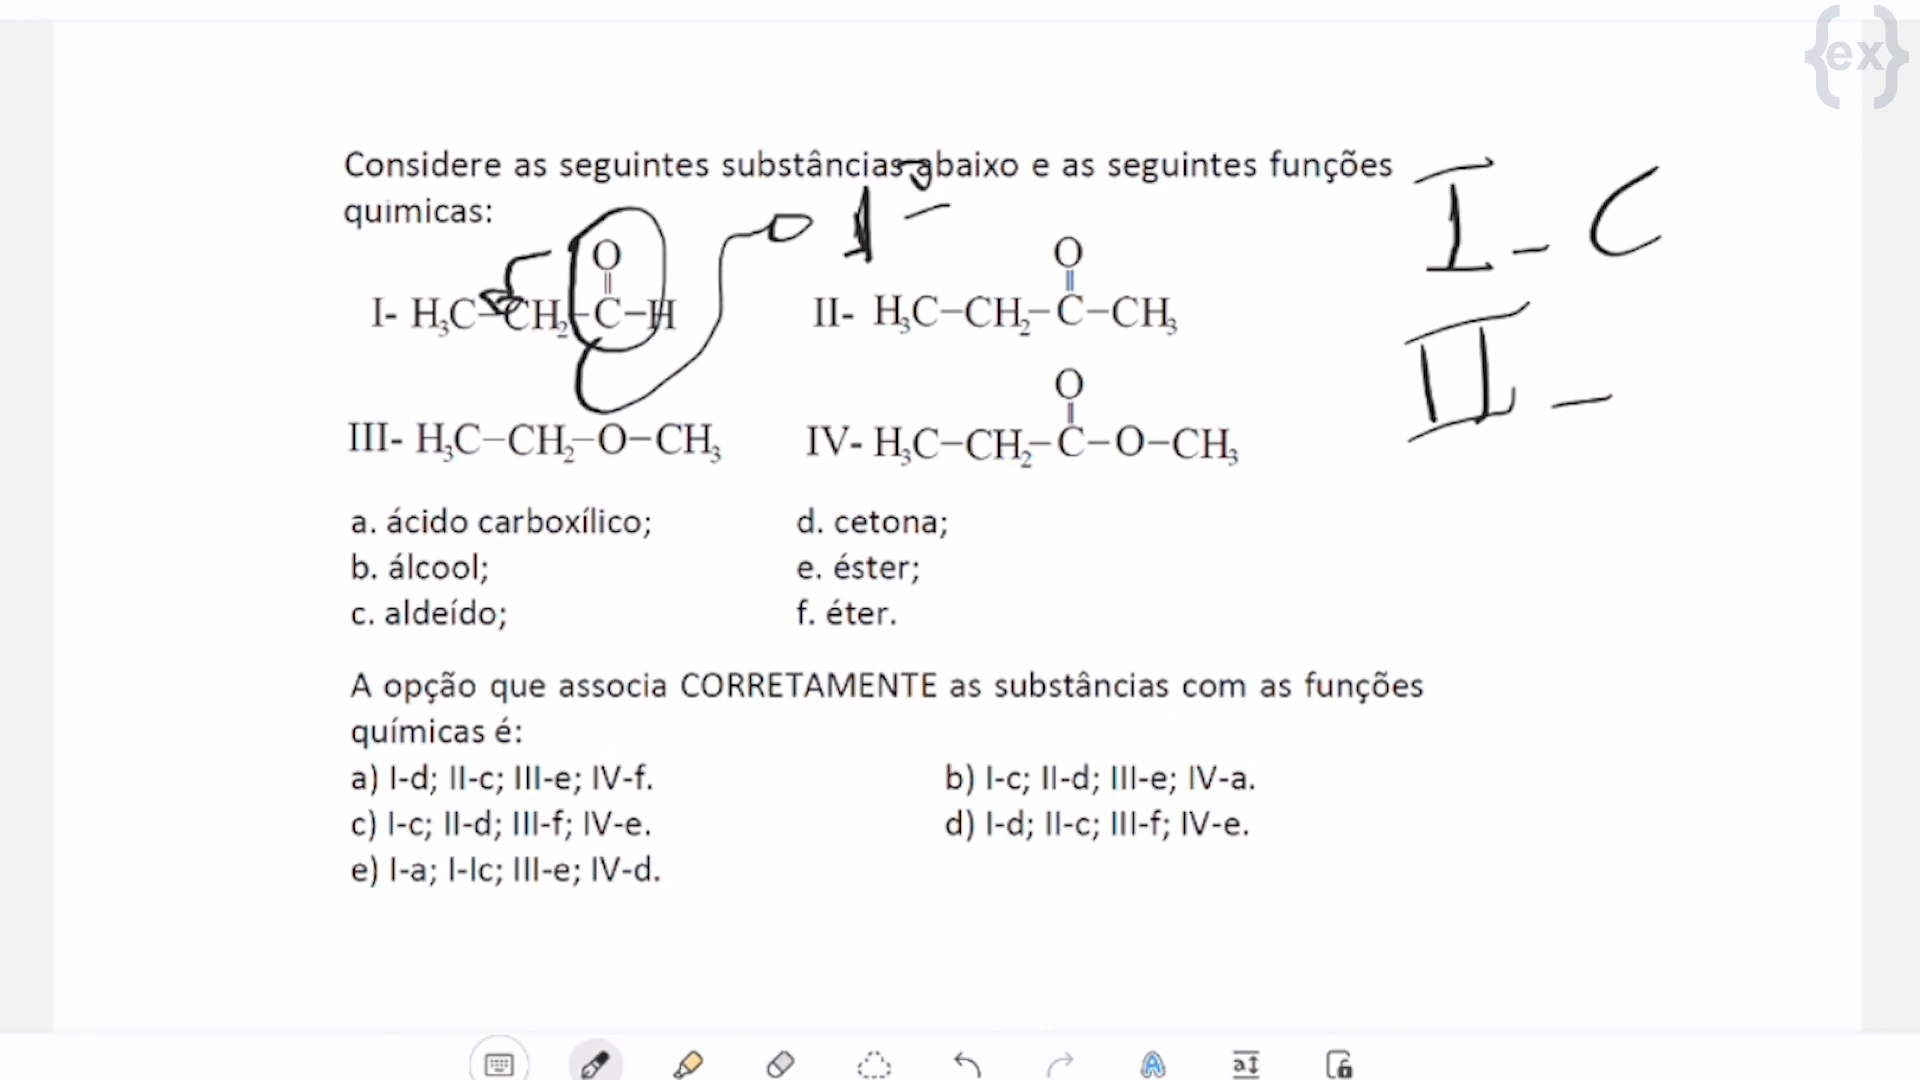 {ex}
Considere as seguintes substâncias abaixo e as seguintes funções
químicas:
O
I- H₃C-CH₂-C-H
O
II- H₃C-CH₂-C-CH₃
III- H₃C-CH₂-O-CH₃
O
IV- H₃C-CH₂-C-O-CH₃
I - C
II -
a. ácido carboxílico;
b. álcool;
c. aldeído;
d. cetona;
e. éster;
f. éter.
A opção que associa CORRETAMENTE as substâncias com as funções
químicas é:
a) I-d; II-c; III-e; IV-f.
b) I-c; II-d; III-e; IV-a.
c) I-c; II-d; III-f; IV-e.
d) I-d; II-c; III-f; IV-e.
e) I-a; I-Ic; III-e; IV-d.